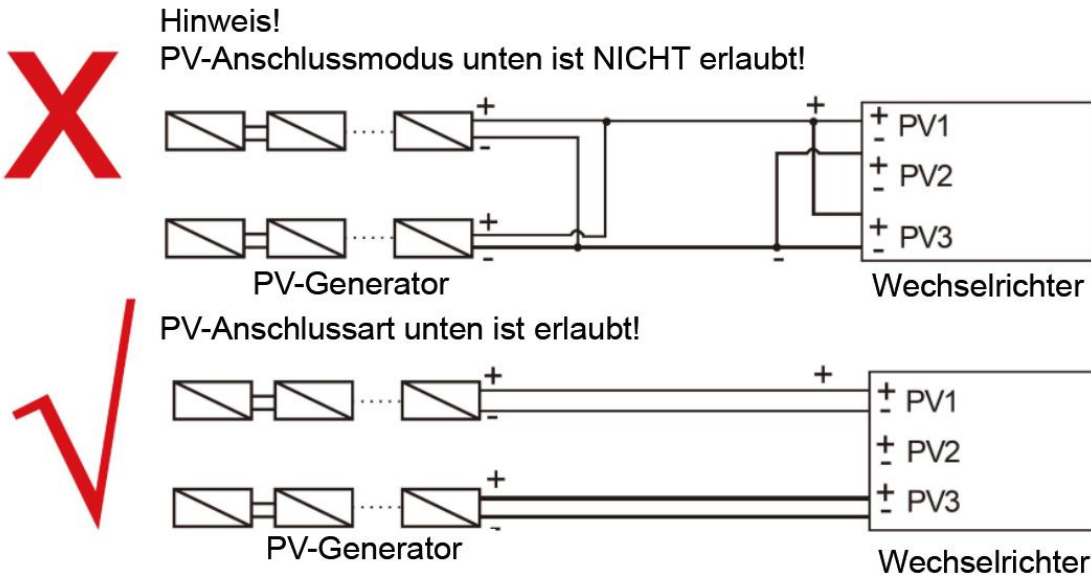 Hinweis!
PV-Anschlussmodus unten ist NICHT erlaubt!
+
-
+
+
-
PV1
+
-
PV2
+
-
+
-
PV3
-
PV-Generator
Wechselrichter
PV-Anschlussart unten ist erlaubt!
+
-
+
+
-
PV1
+
-
PV2
+
-
+
-
PV3
PV-Generator
Wechselrichter